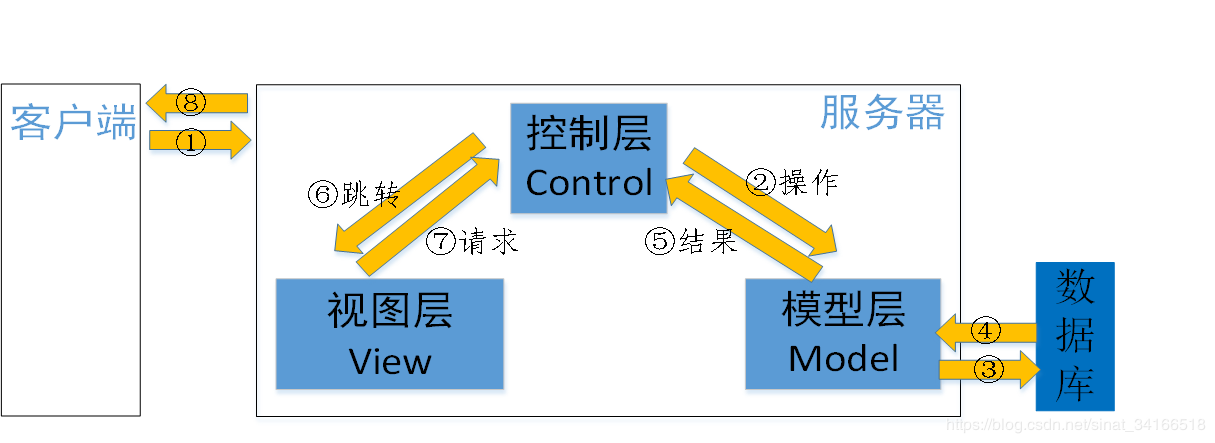 客户端
⑧
①
服务器
控制层
Control
⑥跳转
⑦请求
②操作
⑤结果
视图层
View
模型层
Model
④
③
数
据
库
https://blog.csdn.net/sinat_34166518